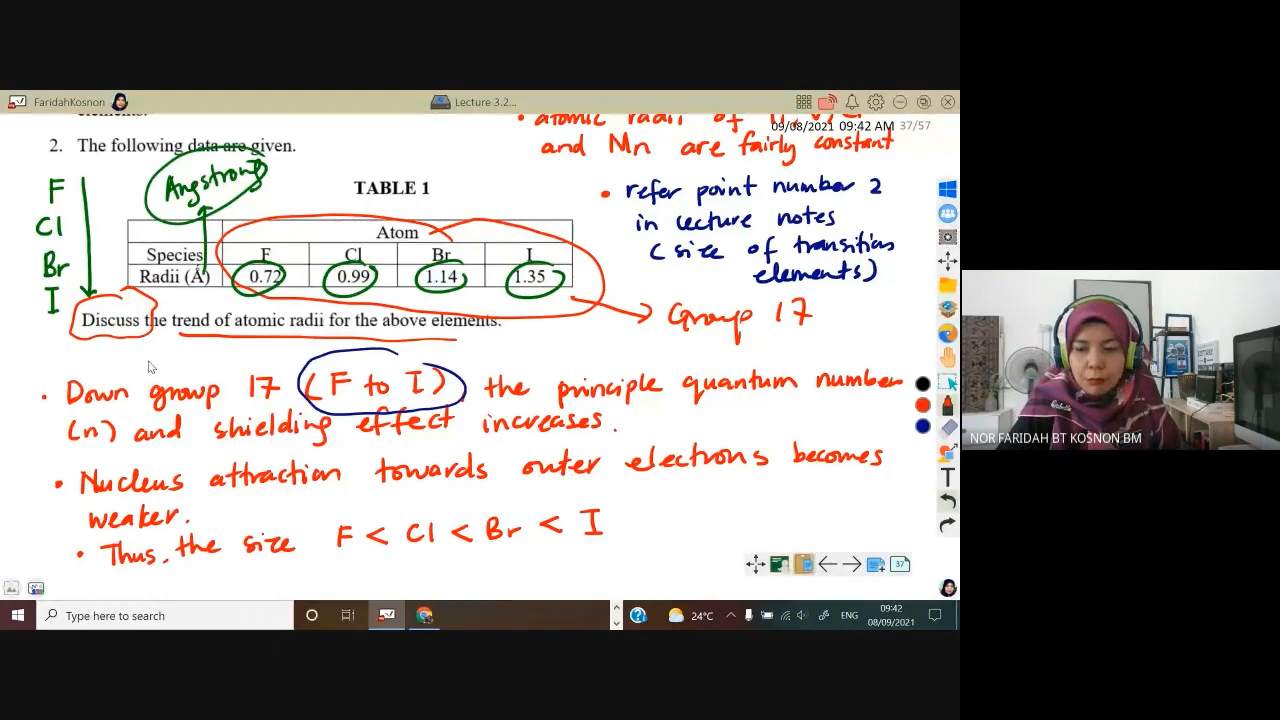 FaridahKosnon
Lecture 3.2...
elements.
atomic radii of
09/08/2021 09:42 AM 37/57
and Mn are fairly constant
2. The following data are given.
Angstrong
TABLE 1
• refer point number 2
in lecture notes
(size of transition
elements)
F
Cl
Br
I
Atom
Species F Cl Br I
Radii (Å) 0.72 0.99 1.14 1.35
Group 17
Discuss the trend of atomic radii for the above elements.
• Down group 17 (F to I), the principle quantum number
(n) and shielding effect increases.
• Nucleus attraction towards outer electrons becomes
weaker.
• Thus, the size F < Cl < Br < I
NOR FARIDAH BT KOSNON BM
T
37
Type here to search
24°C
ENG
09:42
08/09/2021